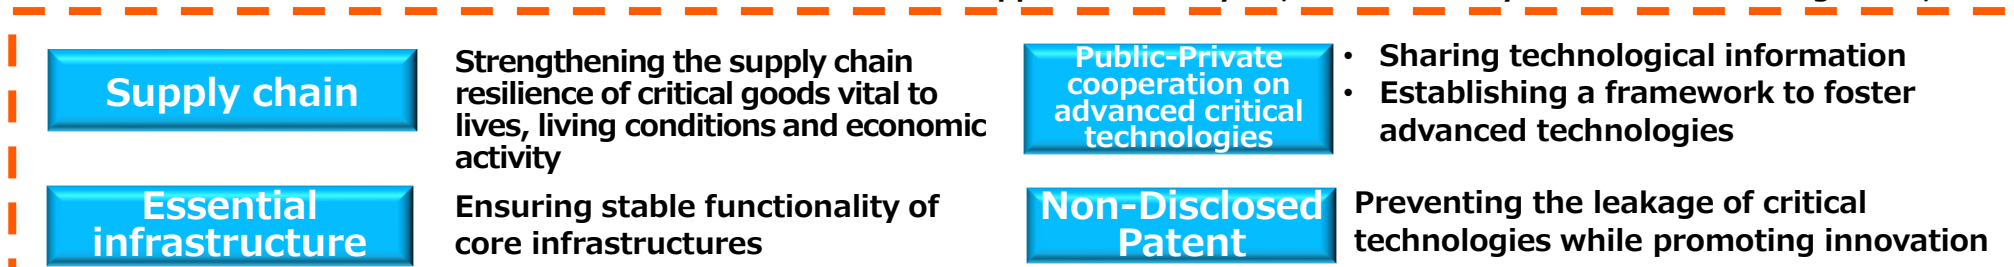 Supply chain
Strengthening the supply chain
resilience of critical goods vital to
lives, living conditions and economic
activity
Public-Private
cooperation on
advanced critical
technologies
• Sharing technological information
• Establishing a framework to foster
advanced technologies
Essential
infrastructure
Ensuring stable functionality of
core infrastructures
Non-Disclosed
Patent
Preventing the leakage of critical
technologies while promoting innovation